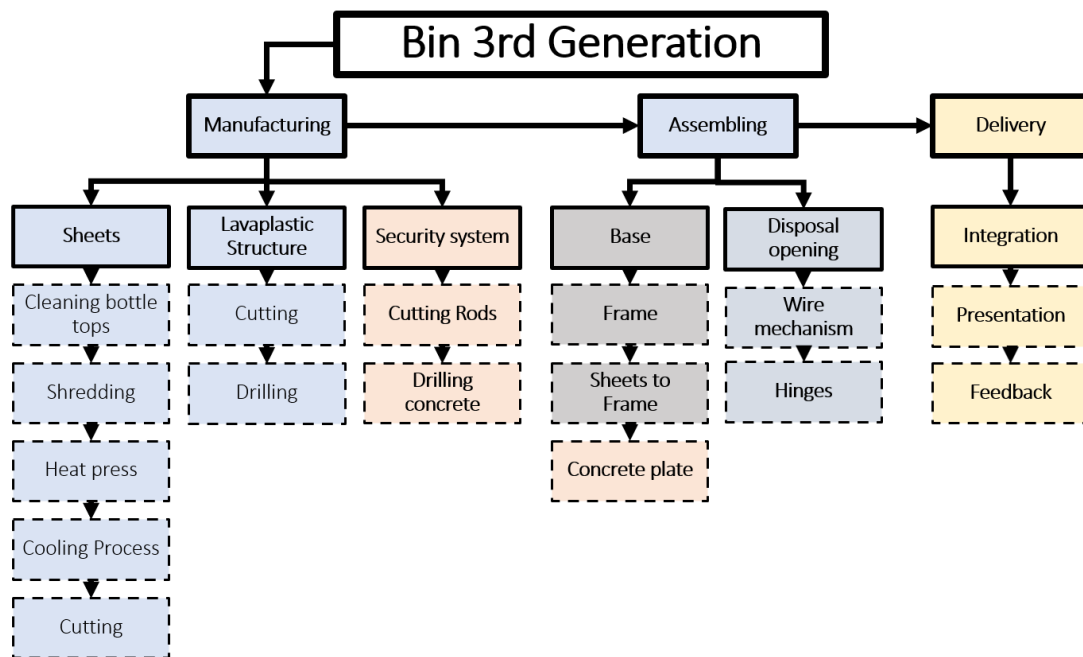 Bin 3rd Generation
Manufacturing
Assembling
Delivery
Sheets
Lavaplastic
Structure
Security system
Base
Disposal
opening
Integration
Cleaning bottle
tops
Cutting
Cutting Rods
Frame
Wire
mechanism
Presentation
Shredding
Drilling
Drilling
concrete
Sheets to
Frame
Hinges
Feedback
Heat press
Concrete plate
Cooling Process
Cutting